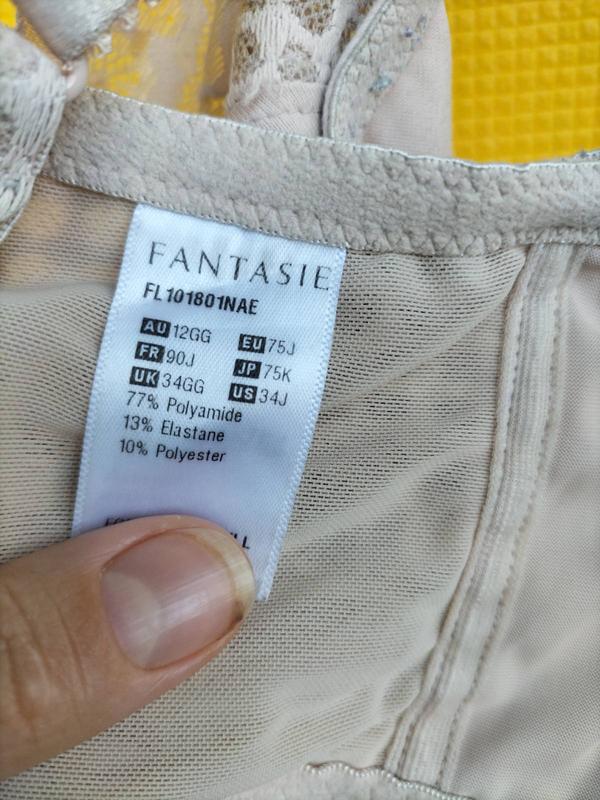 FANTASIE
FL101801NAE
AU 12GG EU 75J
FR 90J JP 75K
UK 34GG US 34J
77% Polyamide
13% Elastane
10% Polyester